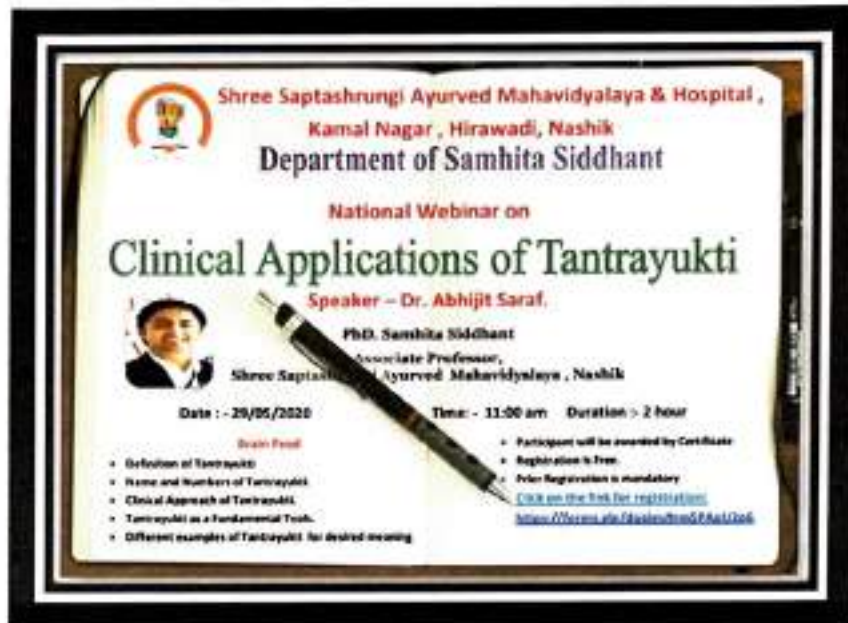 Shree Saptashrungi Ayurved Mahavidyalaya & Hospital ,
Kamal Nagar , Hirawadi, Nashik
Department of Samhita Siddhant
National Webinar on
Clinical Applications of Tantrayukti
Speaker – Dr. Abhijit Saraf.
PhD. Samhita Siddhant
Associate Professor,
Shree Ayurved Mahavidyalaya , Nashik
Date : - 29/05/2020 Time: - 11:00 am Duration :- 2 hour
Brain Food
• Definition of Tantrayukti
• Name and Numbers of Tantrayukti
• Clinical Approach of Tantrayukti
• Tantrayukti as a Fundamental Tools.
• Different examples of Tantrayukti for desired meaning
• Participant will be awarded by Certificate
• Registration is Free
• Prior Registration is mandatory
Click on the link for registration: